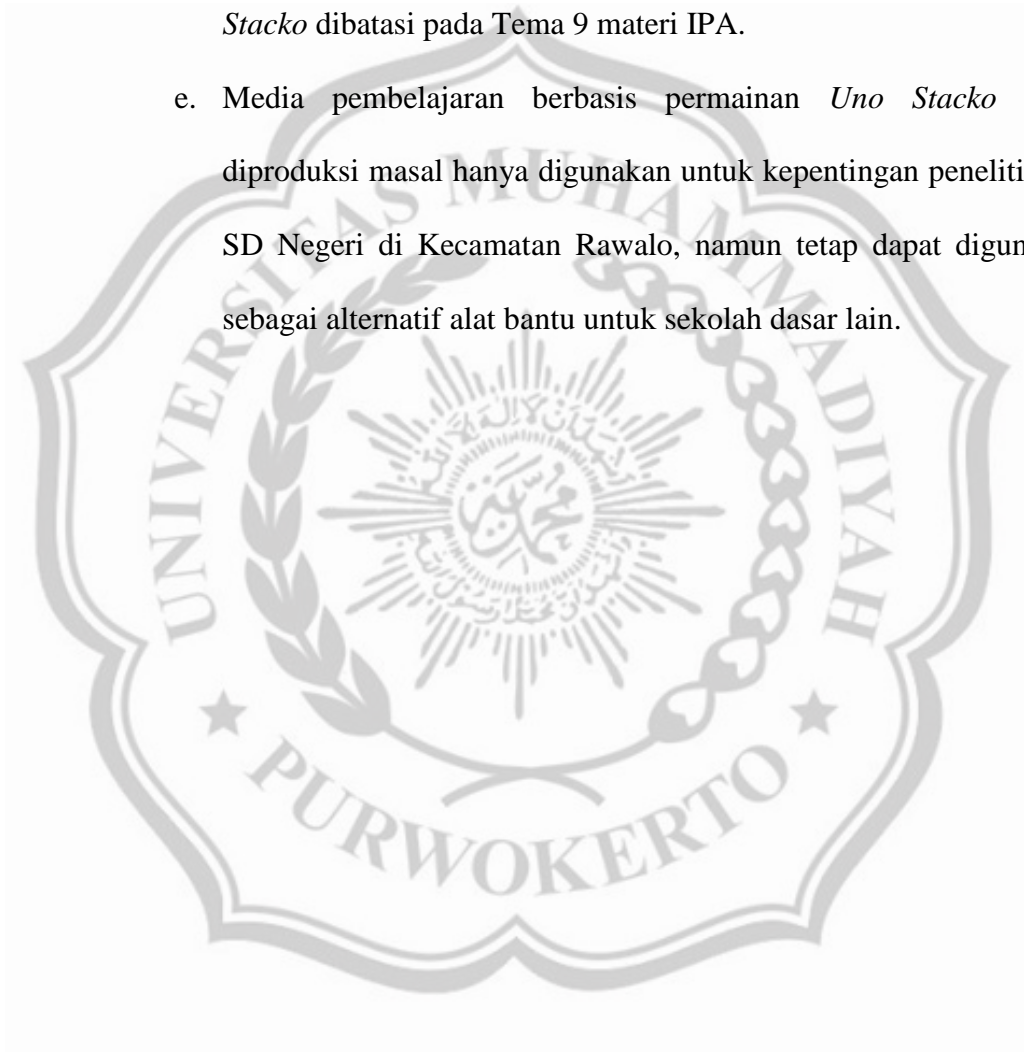 Stacko dibatasi pada Tema 9 materi IPA.
e. Media pembelajaran berbasis permainan Uno Stacko
diproduksi masal hanya digunakan untuk kepentingan peneliti
SD Negeri di Kecamatan Rawalo, namun tetap dapat digun
sebagai alternatif alat bantu untuk sekolah dasar lain.
UNIVERSITAS MUHAMMADIYAH
PURWOKERTO